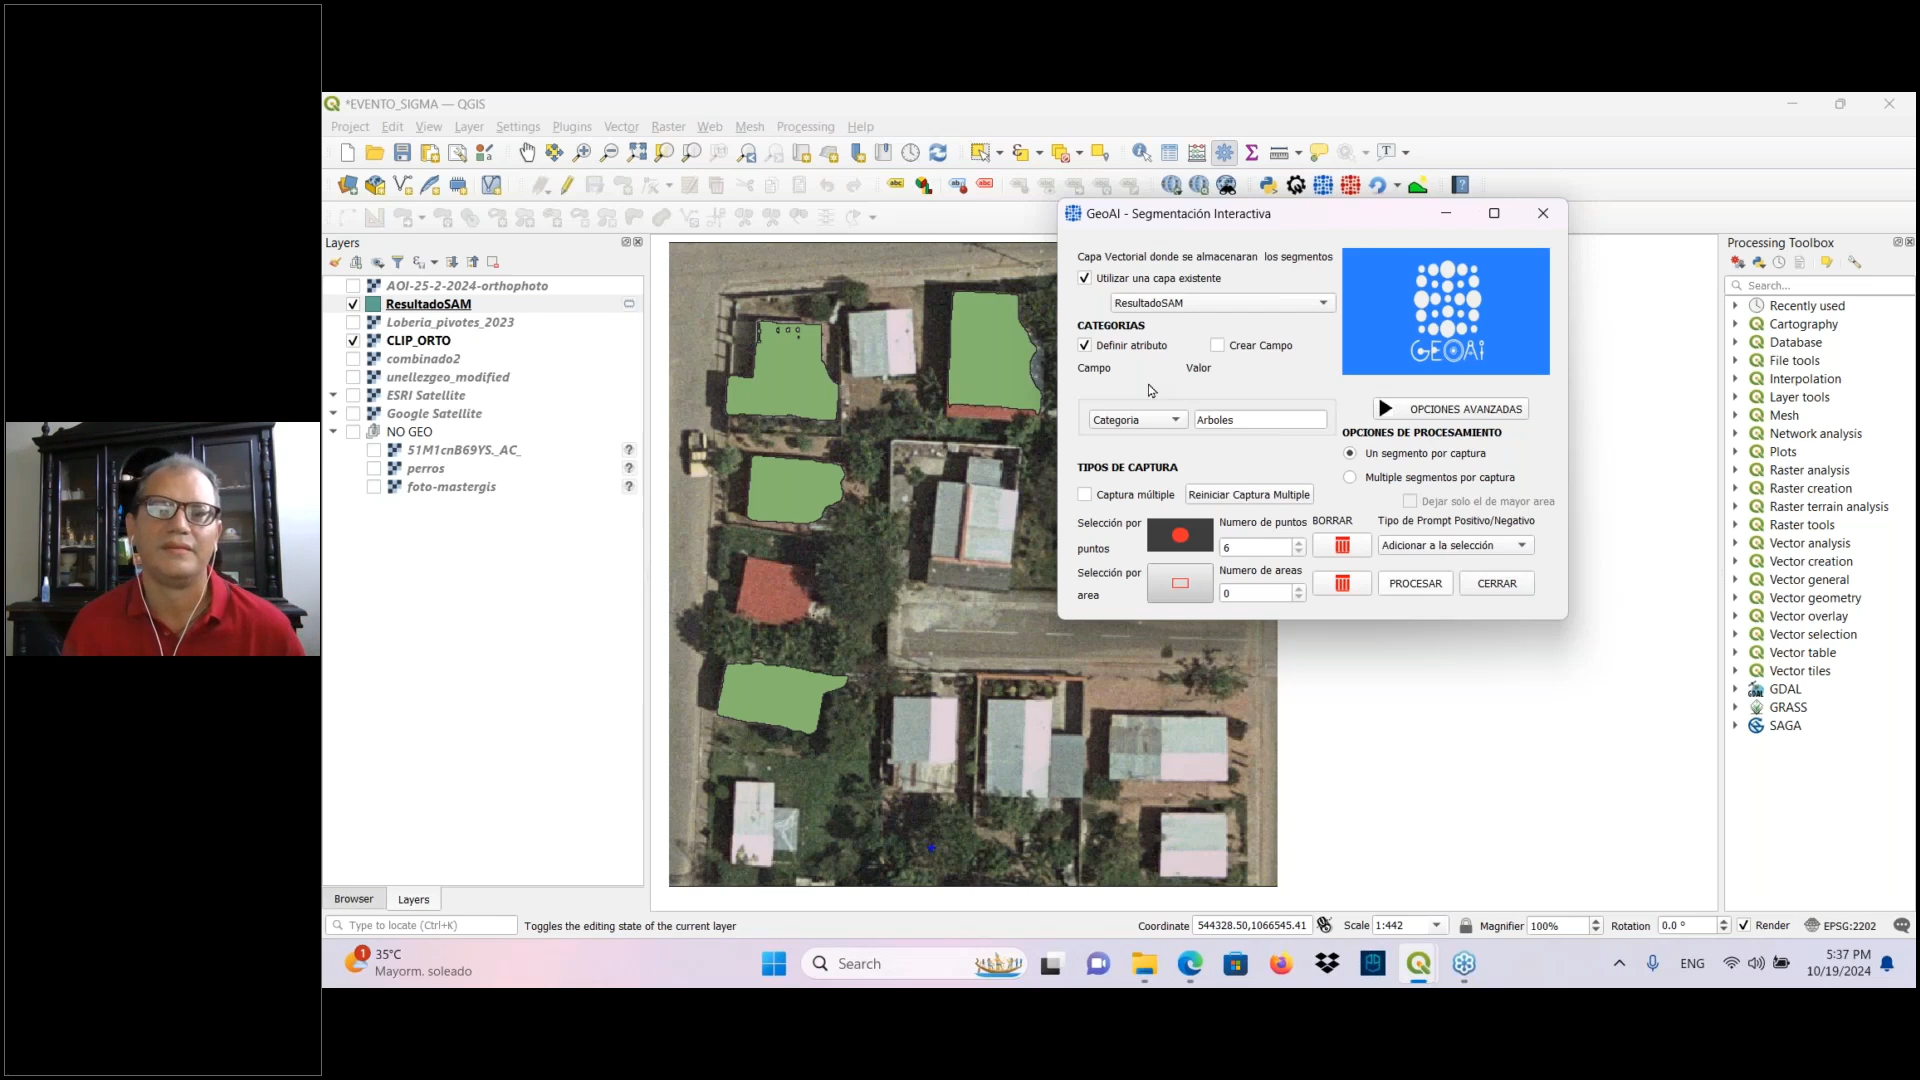 *EVENTO_SIGMA — QGIS
Project Edit View Layer Settings Plugins Vector Raster Web Mesh Processing Help
Layers
AOI-25-2-2024-orthophoto
ResultadoSAM
Loberia_pivotes_2023
CLIP_ORTO
combinado2
unellezgeo_modified
ESRI Satellite
Google Satellite
NO GEO
51M1cnB69YS._AC_ ?
perros ?
foto-mastergis ?
Browser Layers
GeoAI - Segmentación Interactiva
Capa Vectorial donde se almacenaran los segmentos
Utilizar una capa existente
ResultadoSAM
CATEGORIAS
Definir atributo Crear Campo
Campo Valor
Categoria Arboles
TIPOS DE CAPTURA
Captura múltiple Reiniciar Captura Multiple
Selección por puntos
Numero de puntos
6
BORRAR
Selección por area
Numero de areas
0
GEOAi
OPCIONES AVANZADAS
OPCIONES DE PROCESAMIENTO
Un segmento por captura
Multiple segmentos por captura
Dejar solo el de mayor area
Tipo de Prompt Positivo/Negativo
Adicionar a la selección
PROCESAR CERRAR
Processing Toolbox
Search...
Recently used
Cartography
Database
File tools
Interpolation
Layer tools
Mesh
Network analysis
Plots
Raster analysis
Raster creation
Raster terrain analysis
Raster tools
Vector analysis
Vector creation
Vector general
Vector geometry
Vector overlay
Vector selection
Vector table
Vector tiles
GDAL
GRASS
SAGA
Type to locate (Ctrl+K) Toggles the editing state of the current layer Coordinate 544328.50,1066545.41 Scale 1:442 Magnifier 100% Rotation 0.0 ° Render EPSG:2202
1
35°C
Mayorm. soleado
Search
ENG
5:37 PM
10/19/2024